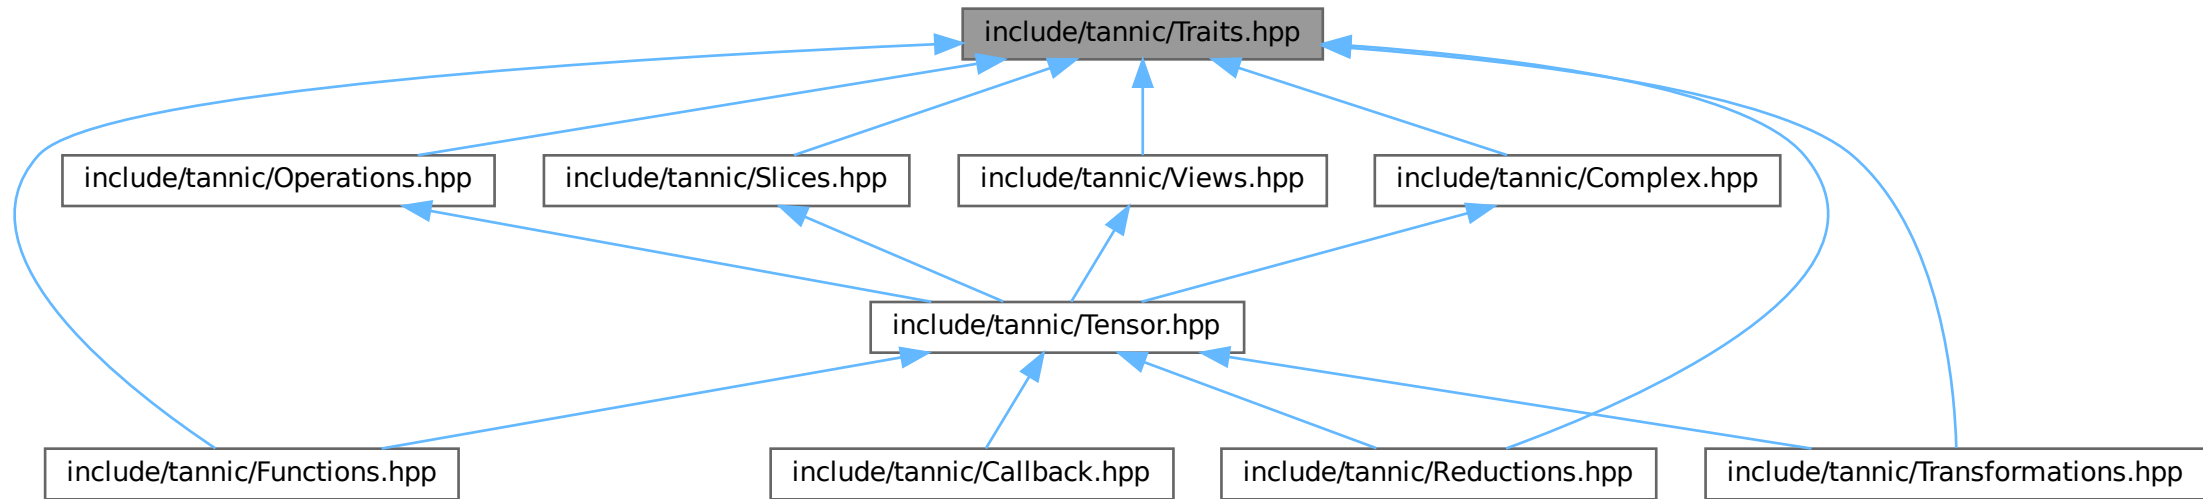 include/tannic/Traits.hpp
include/tannic/Operations.hpp
include/tannic/Slices.hpp
include/tannic/Views.hpp
include/tannic/Complex.hpp
include/tannic/Tensor.hpp
include/tannic/Functions.hpp
include/tannic/Callback.hpp
include/tannic/Reductions.hpp
include/tannic/Transformations.hpp